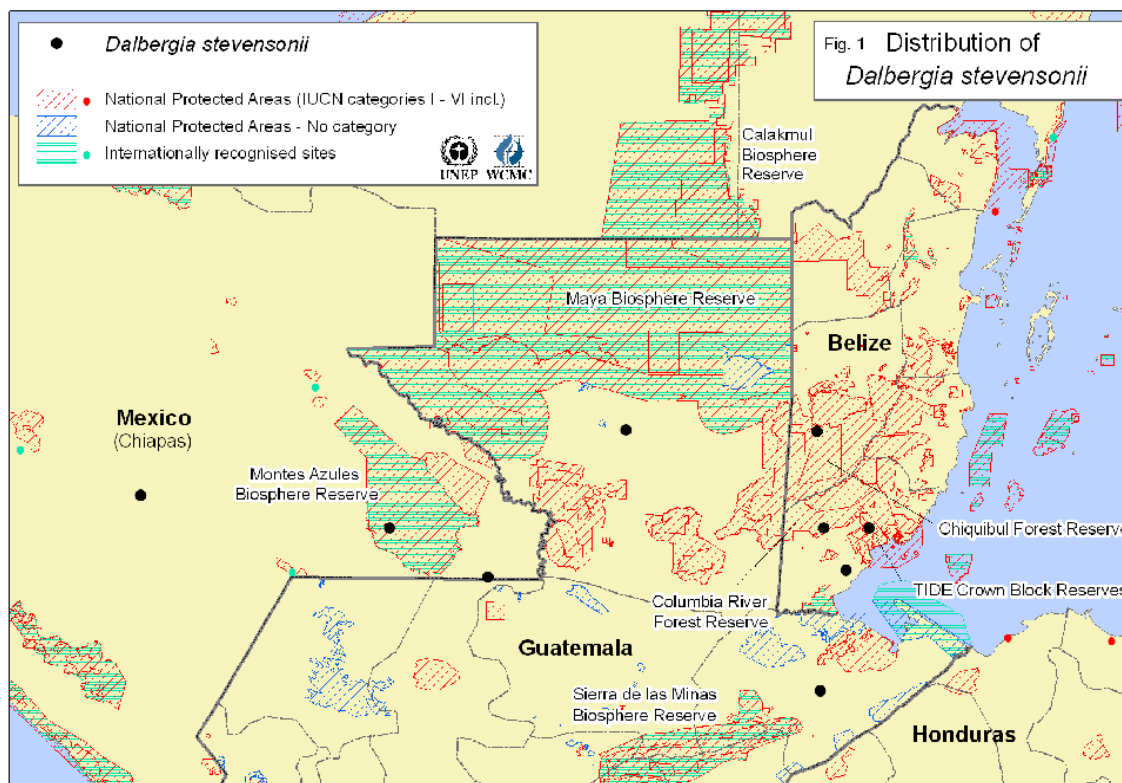 Dalbergia stevensonii
National Protected Areas (IUCN categories I - VI incl.)
National Protected Areas - No category
Internationally recognised sites
UNEP WCMC
Fig. 1 Distribution of
Dalbergia stevensonii
Calakmul
Biosphere
Reserve
Maya Biosphere Reserve
Belize
Mexico
(Chiapas)
Montes Azules
Biosphere Reserve
Chiquibul Forest Reserve
TIDE Crown Block Reserves
Columbia River
Forest Reserve
Guatemala
Sierra de las Minas
Biosphere Reserve
Honduras